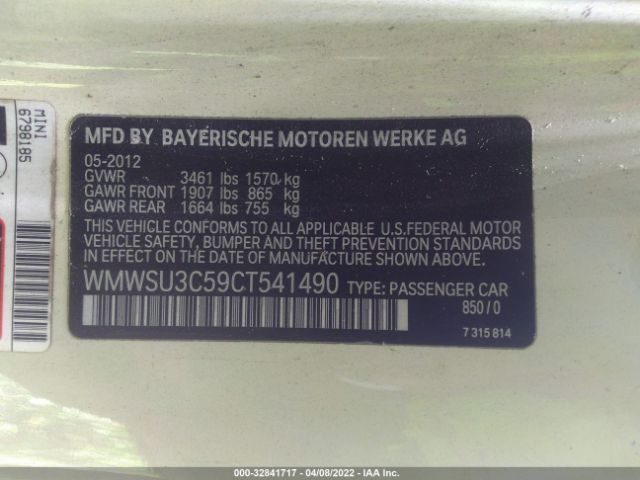 MINI
6798185
MFD BY BAYERISCHE MOTOREN WERKE AG
05-2012
GVWR 3461 lbs 1570 kg
GAWR FRONT 1907 lbs 865 kg
GAWR REAR 1664 lbs 755 kg
THIS VEHICLE CONFORMS TO ALL APPLICABLE U.S.FEDERAL MOTOR
VEHICLE SAFETY, BUMPER AND THEFT PREVENTION STANDARDS
IN EFFECT ON THE DATE OF MANUFACTURE SHOWN ABOVE.
WMWSU3C59CT541490 TYPE: PASSENGER CAR
850 / 0
7 315 814
000-32841717 - 04/08/2022 - IAA Inc.